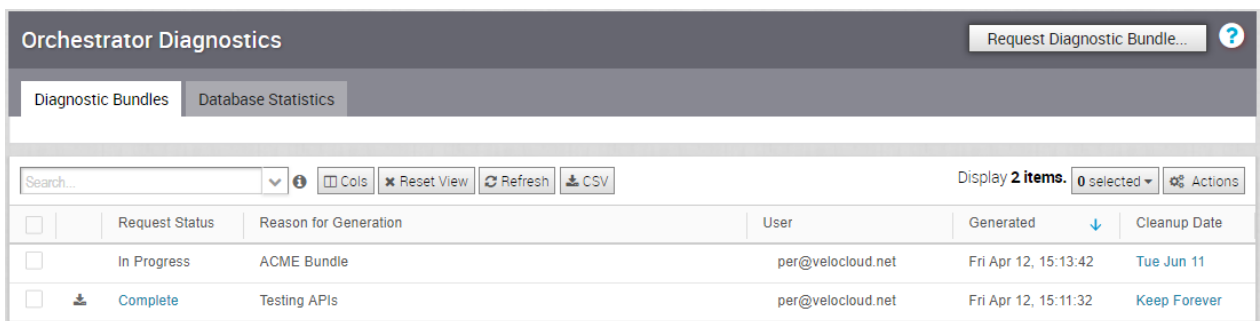 Orchestrator Diagnostics Request Diagnostic Bundle... ?
Diagnostic Bundles Database Statistics
Search... Cols Reset View Refresh CSV Display 2 items. 0 selected Actions
Request Status Reason for Generation User Generated Cleanup Date
In Progress ACME Bundle per@velocloud.net Fri Apr 12, 15:13:42 Tue Jun 11
Complete Testing APIs per@velocloud.net Fri Apr 12, 15:11:32 Keep Forever